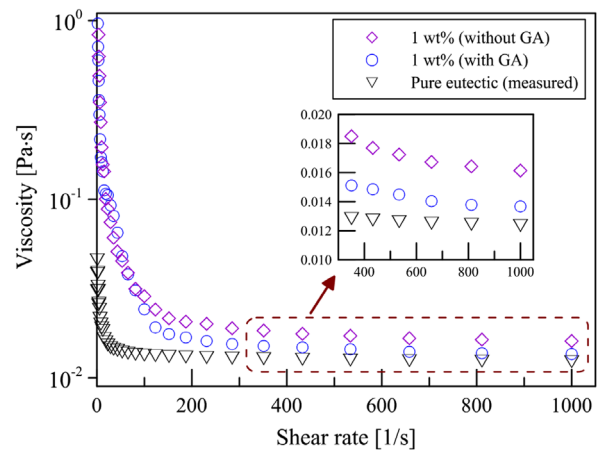 10⁰
1 wt% (without GA)
1 wt% (with GA)
Pure eutectic (measured)
0.020
0.018
0.016
0.014
0.012
0.010
400 600 800 1000
Viscosity [Pa·s]
10⁻¹
10⁻²
0 200 400 600 800 1000
Shear rate [1/s]